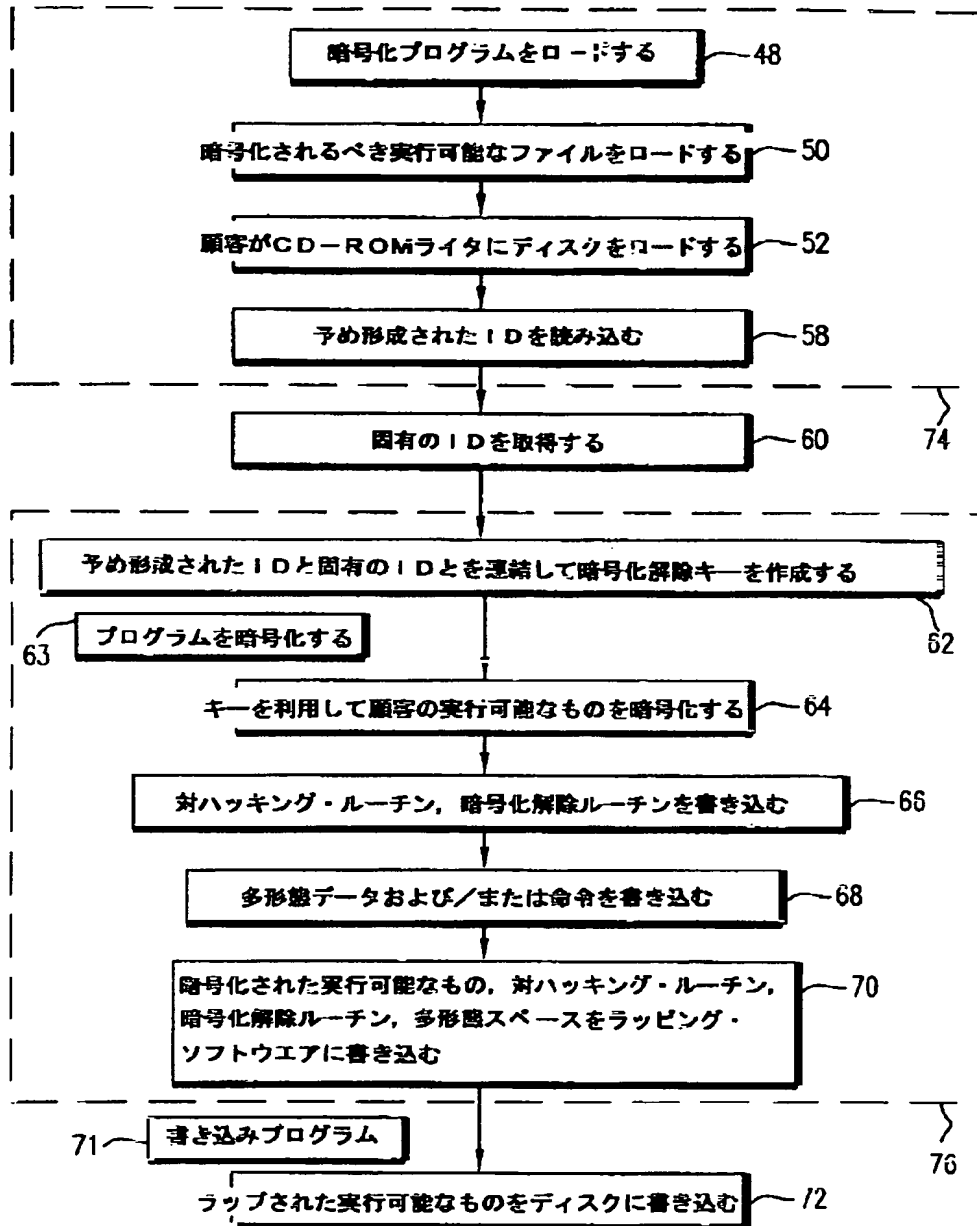 暗号化プログラムをロードする
48
暗号化されるべき実行可能なファイルをロードする
50
顧客がCD-ROMライタにディスクをロードする
52
予め形成されたIDを読み込む
58
74
固有のIDを取得する
60
予め形成されたIDと固有のIDとを連結して暗号化解除キーを作成する
62
63
プログラムを暗号化する
キーを利用して顧客の実行可能なものを暗号化する
64
対ハッキング・ルーチン,暗号化解除ルーチンを書き込む
66
多形態データおよび/または命令を書き込む
68
暗号化された実行可能なもの,対ハッキング・ルーチン,
暗号化解除ルーチン,多形態スペースをラッピング・
ソフトウエアに書き込む
70
71
書き込みプログラム
76
ラップされた実行可能なものをディスクに書き込む
72